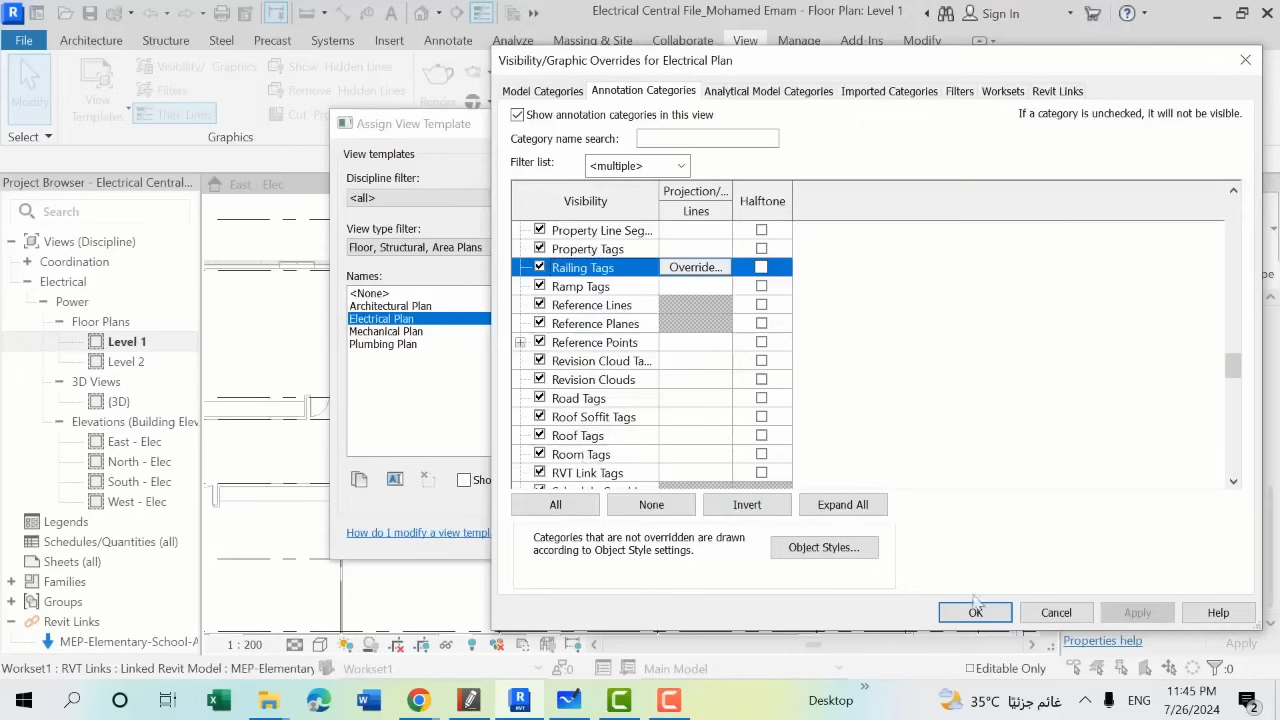 Electrical Central File_Mohamed Emam - Floor Plan: Level 1
Sign In
File Architecture Structure Steel Precast Systems Insert Annotate Analyze Massing & Site Collaborate View Manage Add-Ins Modify
Modify
View
Templates
Visibility/ Graphics
Filters
Thin Lines
Show Hidden Lines
Remove Hidden Lines
Cut
Render
Select
Graphics
Project Browser - Electrical Central...
Search
Views (Discipline)
Coordination
Electrical
Power
Floor Plans
Level 1
Level 2
3D Views
{3D}
Elevations (Building Elev
East - Elec
North - Elec
South - Elec
West - Elec
Legends
Schedules/Quantities (all)
Sheets (all)
Families
Groups
Revit Links
MEP-Elementary-School-A
East Elec
Assign View Template
View templates
Discipline filter:
<all>
View type filter:
Floor, Structural, Area Plans
Names:
<None>
Architectural Plan
Electrical Plan
Mechanical Plan
Plumbing Plan
Sho
How do I modify a view templ
Visibility/Graphic Overrides for Electrical Plan
Model Categories Annotation Categories Analytical Model Categories Imported Categories Filters Worksets Revit Links
Show annotation categories in this view
If a category is unchecked, it will not be visible.
Category name search:
Filter list: <multiple>
Visibility Projection/... Halftone
Lines
Property Line Seg...
Property Tags
Railing Tags Override...
Ramp Tags
Reference Lines
Reference Planes
Reference Points
Revision Cloud Ta...
Revision Clouds
Road Tags
Roof Soffit Tags
Roof Tags
Room Tags
RVT Link Tags
All None Invert Expand All
Categories that are not overridden are drawn
according to Object Style settings.
Object Styles...
OK Cancel Apply Help
1 : 200
Properties help
Apply
Workset1 : RVT Links : Linked Revit Model : MEP-Elementary
Workset1
:0
Main Model
Editable Only
:0
Desktop
35°C
غائم جزئيًا
ENG
11:45 PM
7/26/2024
2